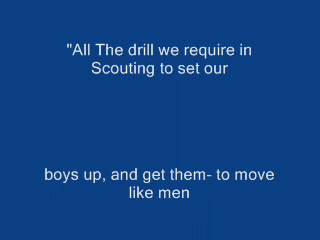 "All The drill we require in
Scouting to set our
boys up, and get them- to move
like men